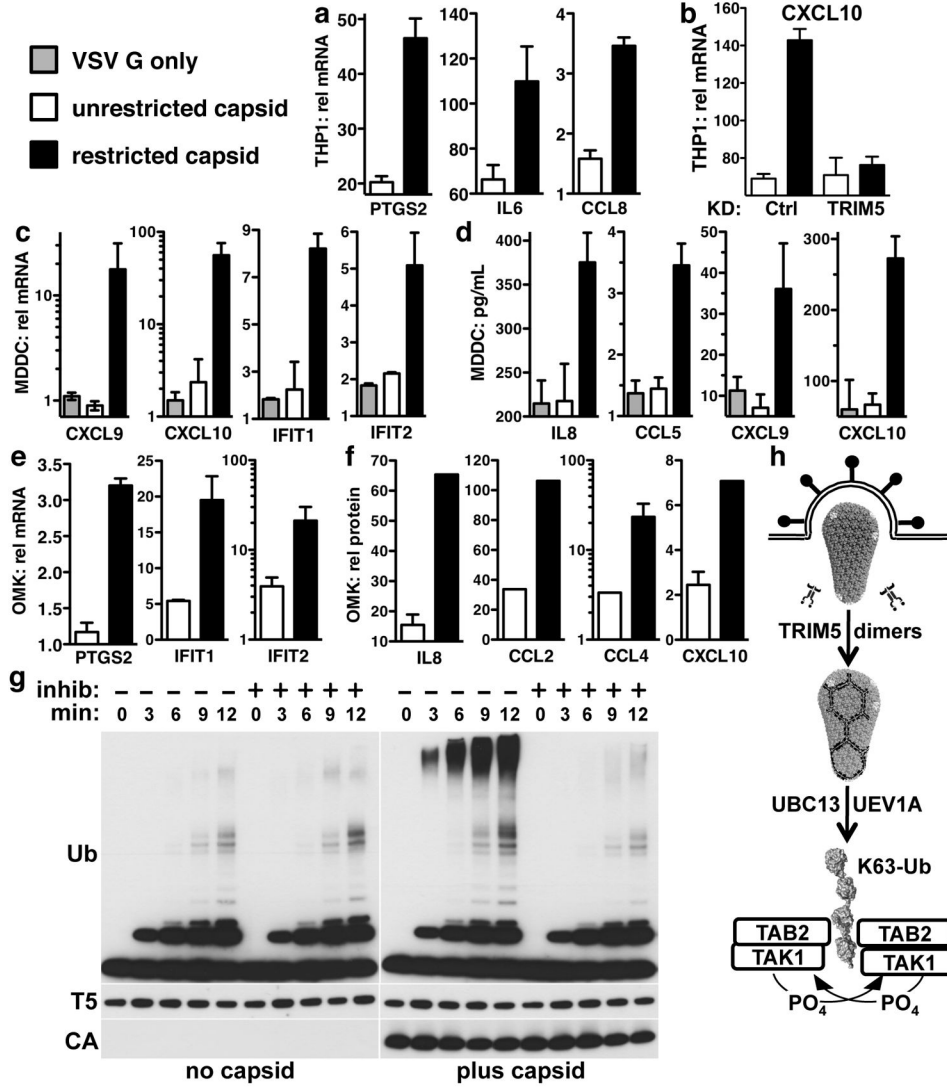 VSV G only
unrestricted capsid
restricted capsid
a
THP1: rel mRNA
50
40
30
20
PTGS2
140
120
100
80
60
IL6
4
3
2
1
CCL8
b
CXCL10
THP1: rel mRNA
160
140
120
100
80
60
KD: Ctrl TRIM5
c
MDDC: rel mRNA
10
1
CXCL9
100
10
1
CXCL10
9
7
5
3
1
IFIT1
6
5
4
3
2
1
IFIT2
d
MDDC: pg/mL
400
350
300
250
200
IL8
4
3
2
1
CCL5
50
40
30
20
10
CXCL9
300
200
100
CXCL10
e
OMK: rel mRNA
3.5
3.0
2.5
2.0
1.5
1.0
PTGS2
25
20
15
10
5
0
IFIT1
100
10
1
IFIT2
f
OMK: rel protein
70
60
50
40
30
20
10
IL8
120
100
80
60
40
20
0
CCL2
100
10
1
CCL4
8
6
4
2
0
CXCL10
g
inhib: – – – – – + + + + + – – – – – + + + + +
min: 0 3 6 9 12 0 3 6 9 12 0 3 6 9 12 0 3 6 9 12
Ub
T5
CA
no capsid plus capsid
h
TRIM5 dimers
UBC13 UEV1A
K63-Ub
TAB2 TAB2
TAK1 TAK1
PO4 PO4